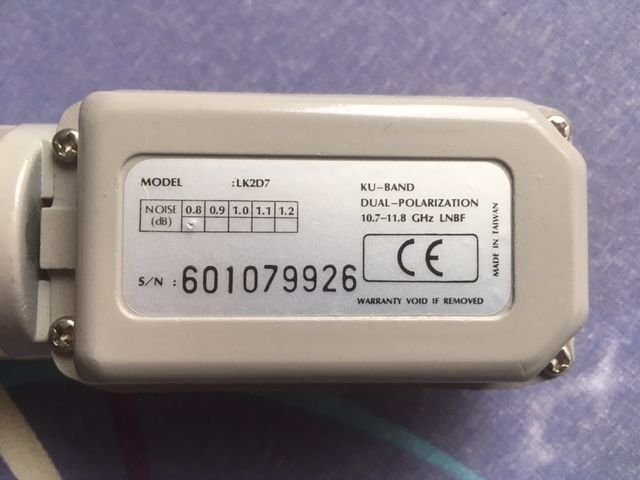 MODEL :LK2D7
NOISE (dB) 0.8 0.9 1.0 1.1 1.2
S/N : 601079926
KU-BAND
DUAL-POLARIZATION
10.7-11.8 GHz LNBF
CE
WARRANTY VOID IF REMOVED
MADE IN TAIWAN